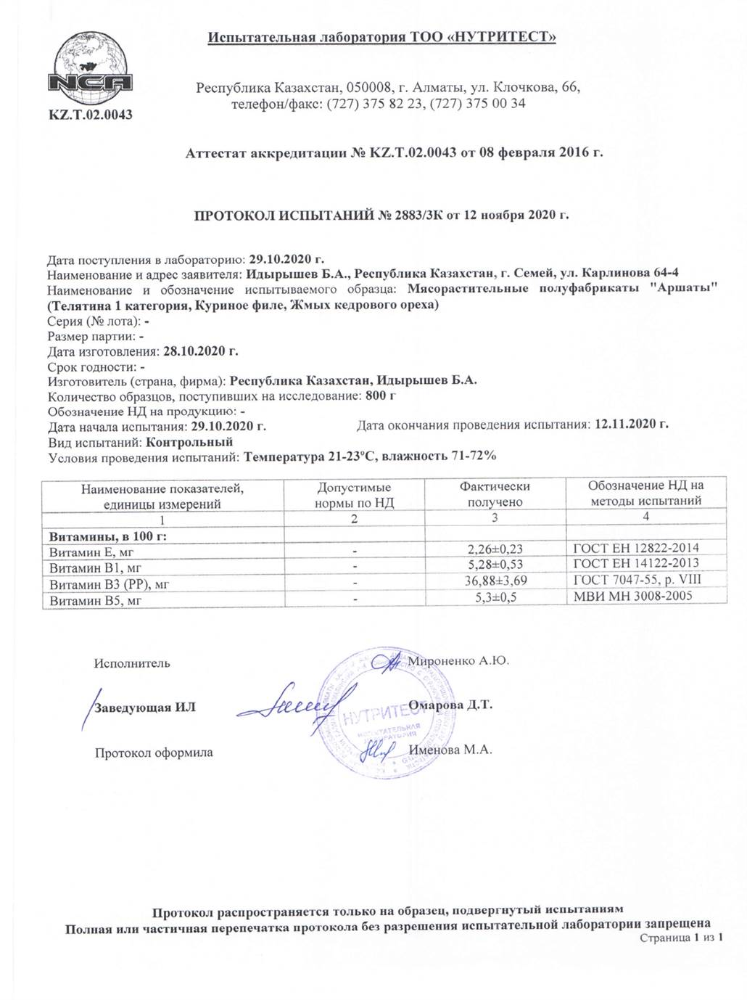 Испытательная лаборатория ТОО «НУТРИТЕСТ»
NCA
KZ.T.02.0043
Республика Казахстан, 050008, г. Алматы, ул. Клочкова, 66,
телефон/факс: (727) 375 82 23, (727) 375 00 34
Аттестат аккредитации № KZ.T.02.0043 от 08 февраля 2016 г.
ПРОТОКОЛ ИСПЫТАНИЙ № 2883/ЗК от 12 ноября 2020 г.
Дата поступления в лабораторию: 29.10.2020 г.
Наименование и адрес заявителя: Идырышев Б.А., Республика Казахстан, г. Семей, ул. Карлинова 64-4
Наименование и обозначение испытываемого образца: Мясорастительные полуфабрикаты "Аршаты"
(Телятина 1 категория, Куриное филе, Жмых кедрового ореха)
Серия (№ лота): -
Размер партии: -
Дата изготовления: 28.10.2020 г.
Срок годности: -
Изготовитель (страна, фирма): Республика Казахстан, Идырышев Б.А.
Количество образцов, поступивших на исследование: 800 г
Обозначение НД на продукцию: -
Дата начала испытания: 29.10.2020 г. Дата окончания проведения испытания: 12.11.2020 г.
Вид испытаний: Контрольный
Условия проведения испытаний: Температура 21-23ºС, влажность 71-72%
Наименование показателей, единицы измерений Допустимые нормы по НД Фактически получено Обозначение НД на методы испытаний
1 2 3 4
Витамины, в 100 г:
Витамин Е, мг - 2,26±0,23 ГОСТ EН 12822-2014
Витамин В1, мг - 5,28±0,53 ГОСТ ЕН 14122-2013
Витамин В3 (РР), мг - 36,88±3,69 ГОСТ 7047-55, р. VIII
Витамин В5, мг - 5,3±0,5 МВИ МН 3008-2005
Исполнитель Мироненко А.Ю.
Заведующая ИЛ Омарова Д.Т.
НУТРИТЕСТ
ИСПЫТАТЕЛЬНАЯ
ЛАБОРАТОРИЯ
Протокол оформила Именова М.А.
Протокол распространяется только на образец, подвергнутый испытаниям
Полная или частичная перепечатка протокола без разрешения испытательной лаборатории запрещена
Страница 1 из 1